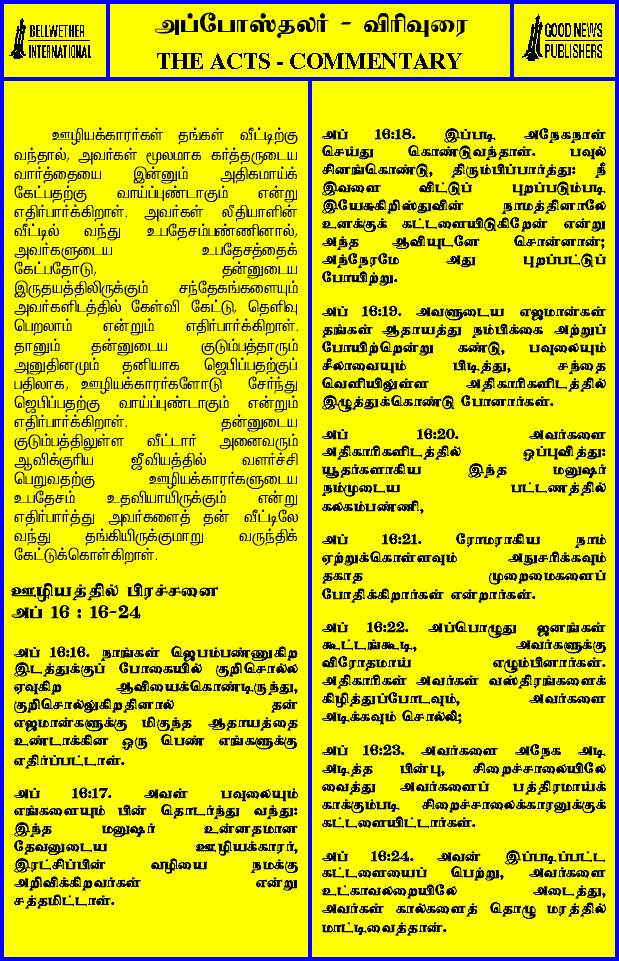 BELLWETHER
INTERNATIONAL
அப்போஸ்தலர் - விரிவுரை
THE ACTS - COMMENTARY
GOOD NEWS
PUBLISHERS
ஊழியக்காரர்கள் தங்கள் வீட்டிற்கு
வந்தால், அவர்கள் மூலமாக கர்த்தருடைய
வார்த்தையை இன்னும் அதிகமாய்க்
கேட்பதற்கு வாய்ப்புண்டாகும் என்று
எதிர்பார்க்கிறாள். அவர்கள் லீதியாளின்
வீட்டில் வந்து உபதேசம்பண்ணினால்,
அவர்களுடைய உபதேசத்தைக்
கேட்பதோடு, தன்னுடைய
இருதயத்திலிருக்கும் சந்தேகங்களையும்
அவர்களிடத்தில் கேள்வி கேட்டு, தெளிவு
பெறலாம் என்றும் எதிர்பார்க்கிறாள்.
தானும் தன்னுடைய குடும்பத்தாரும்
அனுதினமும் தனியாக ஜெபிப்பதற்குப்
பதிலாக, ஊழியக்காரர்களோடு சேர்ந்து
ஜெபிப்பதற்கு வாய்ப்புண்டாகும் என்றும்
எதிர்பார்க்கிறாள். தன்னுடைய
குடும்பத்திலுள்ள வீட்டார் அனைவரும்
ஆவிக்குரிய ஜீவியத்தில் வளர்ச்சி
பெறுவதற்கு ஊழியக்காரர்களுடைய
உபதேசம் உதவியாயிருக்கும் என்று
எதிர்பார்த்து அவர்களைத் தன் வீட்டிலே
வந்து தங்கியிருக்குமாறு வருந்திக்
கேட்டுக்கொள்கிறாள்.
ஊழியத்தில் பிரச்சனை
அப் 16 : 16-24
அப் 16:16. நாங்கள் ஜெபம்பண்ணுகிற
இடத்துக்குப் போகையில் குறிசொல்ல
ஏவுகிற ஆவியைக்கொண்டிருந்து,
குறிசொல்லுகிறதினால் தன்
எஜமான்களுக்கு மிகுந்த ஆதாயத்தை
உண்டாக்கின ஒரு பெண் எங்களுக்கு
எதிர்ப்பட்டாள்.
அப் 16:17. அவள் பவுலையும்
எங்களையும் பின் தொடர்ந்து வந்து:
இந்த மனுஷர் உன்னதமான
தேவனுடைய ஊழியக்காரர்,
இரட்சிப்பின் வழியை நமக்கு
அறிவிக்கிறவர்கள் என்று
சத்தமிட்டாள்.
அப் 16:18. இப்படி அநேகநாள்
செய்து கொண்டுவந்தாள். பவுல்
சினங்கொண்டு, திரும்பிப்பார்த்து: நீ
இவளை விட்டுப் புறப்படும்படி
இயேசுகிறிஸ்துவின் நாமத்தினாலே
உனக்குக் கட்டளையிடுகிறேன் என்று
அந்த ஆவியுடனே சொன்னான்;
அந்நேரமே அது புறப்பட்டுப்
போயிற்று.
அப் 16:19. அவளுடைய எஜமான்கள்
தங்கள் ஆதாயத்து நம்பிக்கை அற்றுப்
போயிற்றென்று கண்டு, பவுலையும்
சீலாவையும் பிடித்து, சந்தை
வெளியிலுள்ள அதிகாரிகளிடத்தில்
இழுத்துக்கொண்டு போனார்கள்.
அப் 16:20. அவர்களை
அதிகாரிகளிடத்தில் ஒப்புவித்து:
யூதர்களாகிய இந்த மனுஷர்
நம்முடைய பட்டணத்தில்
கலகம்பண்ணி,
அப் 16:21. ரோமராகிய நாம்
ஏற்றுக்கொள்ளவும் அநுசரிக்கவும்
தகாத முறைமைகளைப்
போதிக்கிறார்கள் என்றார்கள்.
அப் 16:22. அப்பொழுது ஜனங்கள்
கூட்டங்கூடி, அவர்களுக்கு
விரோதமாய் எழும்பினார்கள்.
அதிகாரிகள் அவர்கள் வஸ்திரங்களைக்
கிழித்துப்போடவும், அவர்களை
அடிக்கவும் சொல்லி;
அப் 16:23. அவர்களை அநேக அடி
அடித்த பின்பு, சிறைச்சாலையிலே
வைத்து அவர்களைப் பத்திரமாய்க்
காக்கும்படி சிறைச்சாலைக்காரனுக்குக்
கட்டளையிட்டார்கள்.
அப் 16:24. அவன் இப்படிப்பட்ட
கட்டளையைப் பெற்று, அவர்களை
உட்காவலறையிலே அடைத்து,
அவர்கள் கால்களைத் தொழு மரத்தில்
மாட்டிவைத்தான்.